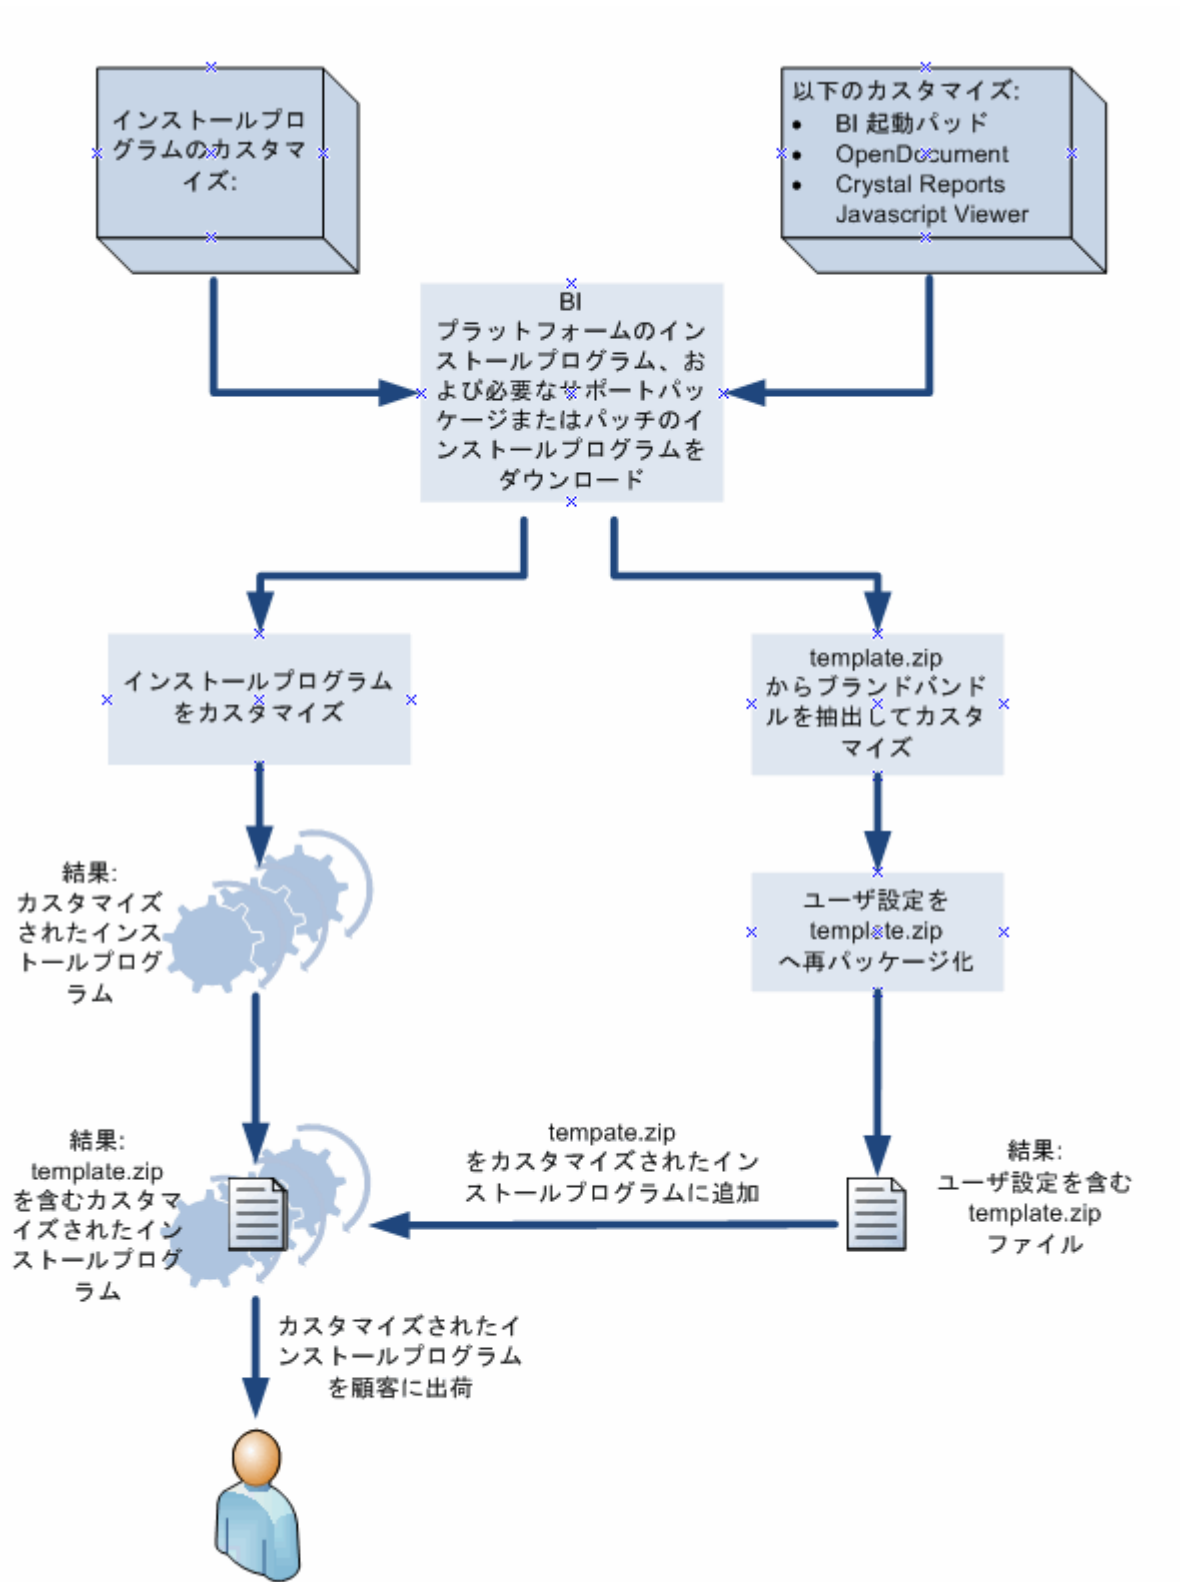 インストールプロ
グラムのカスタマ
イズ:
以下のカスタマイズ:
• BI 起動パッド
• OpenDocument
• Crystal Reports
Javascript Viewer
BI
プラットフォームのイン
ストールプログラム、お
よび必要なサポートパッ
ケージまたはパッチのイ
ンストールプログラムを
ダウンロード
インストールプログラム
をカスタマイズ
template.zip
からブランドバンド
ルを抽出してカスタ
マイズ
結果:
カスタマイズ
されたインス
トールプログ
ラム
ユーザ設定を
template.zip
へ再パッケージ化
結果:
template.zip
を含むカスタマ
イズされたイン
ストールプログ
ラム
tempate.zip
をカスタマイズされたイン
ストールプログラムに追加
結果:
ユーザ設定を含む
template.zip
ファイル
カスタマイズされたイ
ンストールプログラム
を顧客に出荷